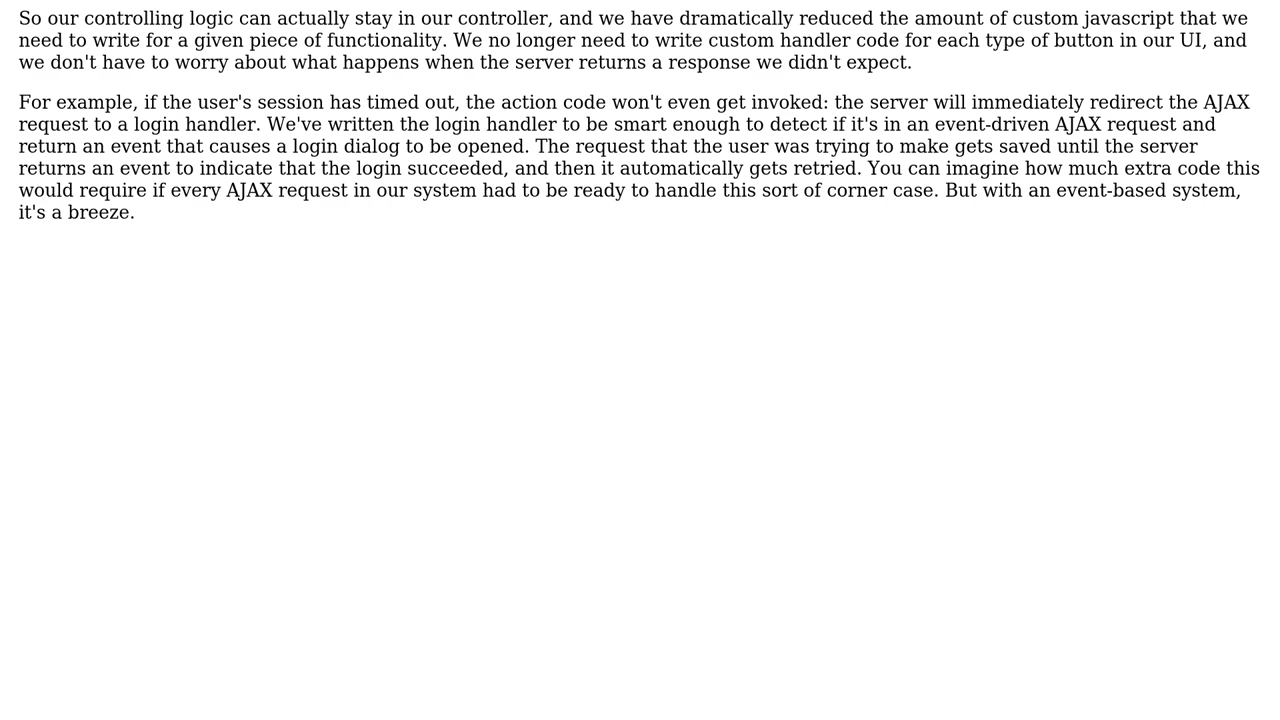 So our controlling logic can actually stay in our controller, and we have dramatically reduced the amount of custom javascript that we
need to write for a given piece of functionality. We no longer need to write custom handler code for each type of button in our UI, and
we don't have to worry about what happens when the server returns a response we didn't expect.
For example, if the user's session has timed out, the action code won't even get invoked: the server will immediately redirect the AJAX
request to a login handler. We've written the login handler to be smart enough to detect if it's in an event-driven AJAX request and
return an event that causes a login dialog to be opened. The request that the user was trying to make gets saved until the server
returns an event to indicate that the login succeeded, and then it automatically gets retried. You can imagine how much extra code this
would require if every AJAX request in our system had to be ready to handle this sort of corner case. But with an event-based system,
it's a breeze.